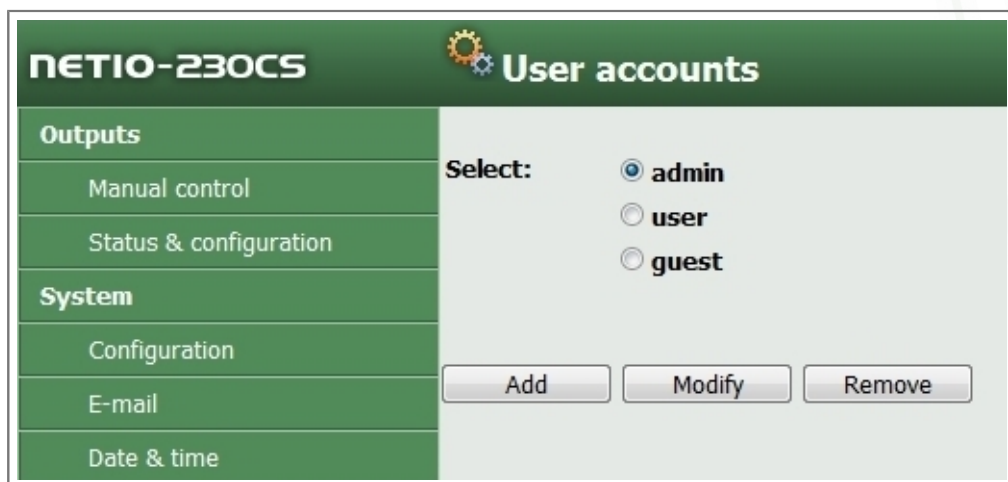 NETIO-230CS
User accounts
Outputs
Manual control
Status & configuration
System
Configuration
E-mail
Date & time
Select:
admin
user
guest
Add
Modify
Remove